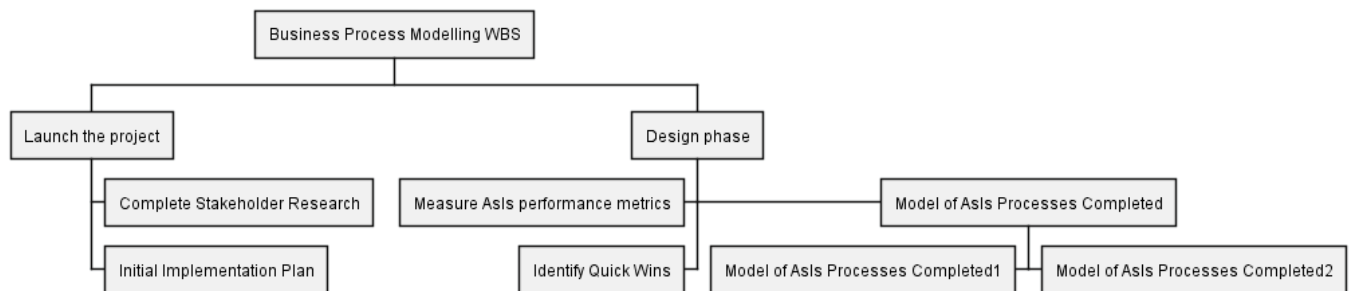 Business Process Modelling WBS
Launch the project
Design phase
Complete Stakeholder Research
Measure AsIs performance metrics
Model of AsIs Processes Completed
Initial Implementation Plan
Identify Quick Wins
Model of AsIs Processes Completed1
Model of AsIs Processes Completed2